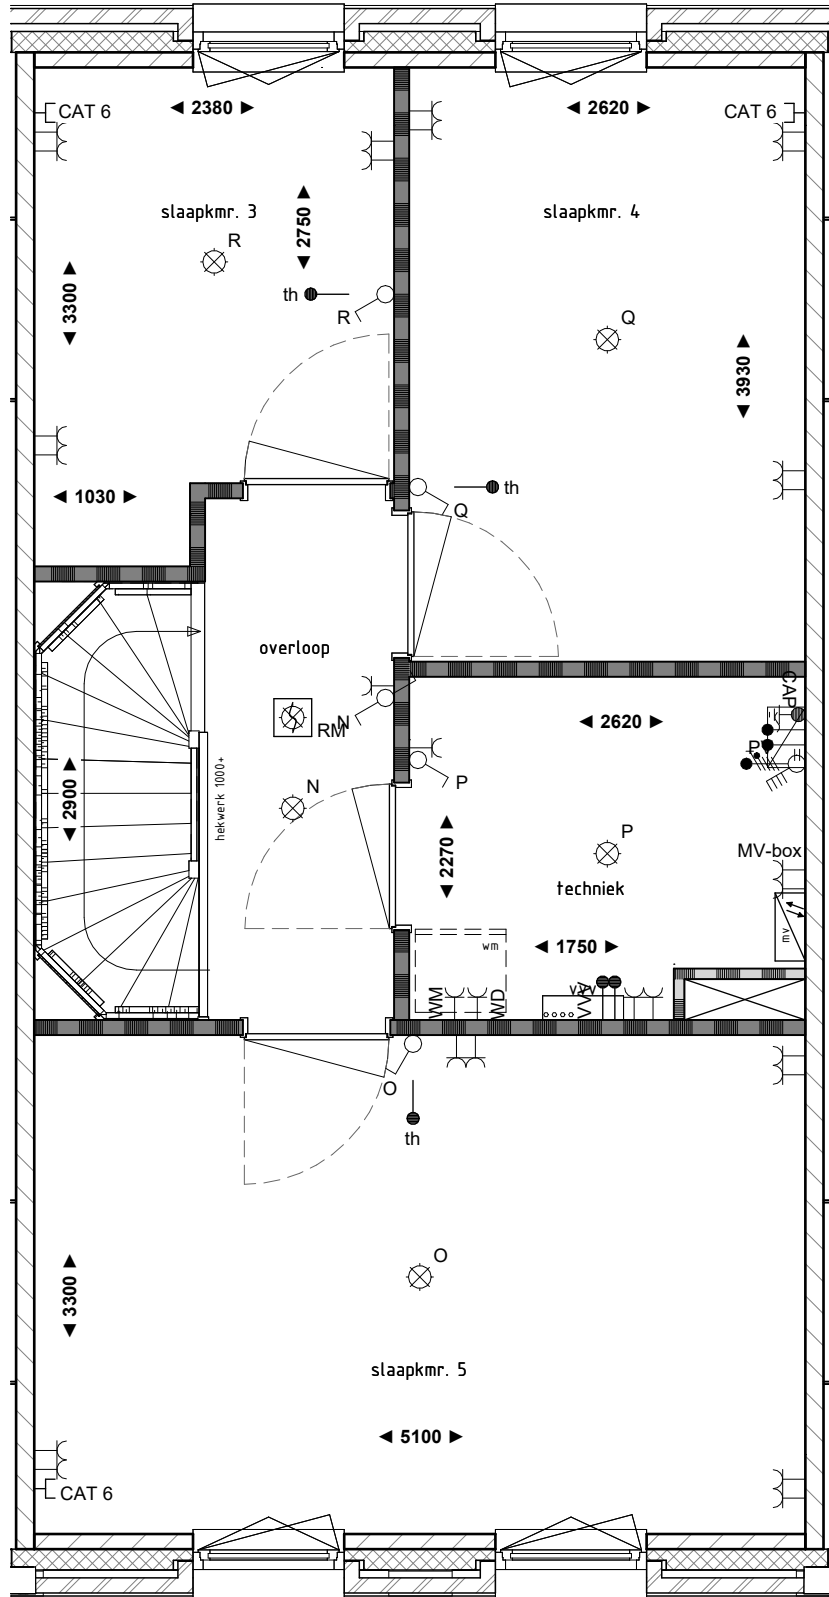 CAT 6
2380
2620
CAT 6
slaapkmr. 3
2750
slaapkmr. 4
R
3300
th
R
Q
3930
1030
th
Q
overloop
CAP
RM
N
2620
P
hekwerk 1000+
2900
N
P
2270
P
MV-box
techniek
mv
wm
1750
WM
WD
VVV
O
th
O
3300
slaapkmr. 5
5100
CAT 6